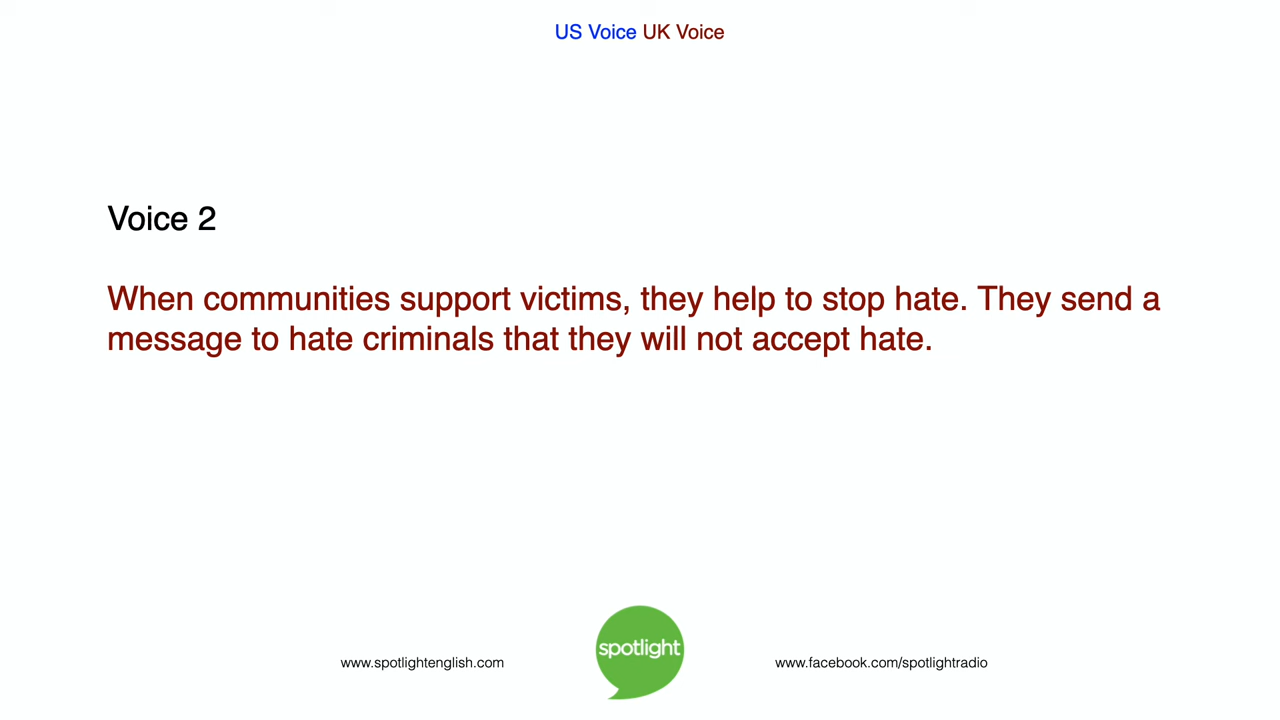 US Voice UK Voice
Voice 2
When communities support victims, they help to stop hate. They send a
message to hate criminals that they will not accept hate.
www.spotlightenglish.com
spotlight
www.facebook.com/spotlightradio